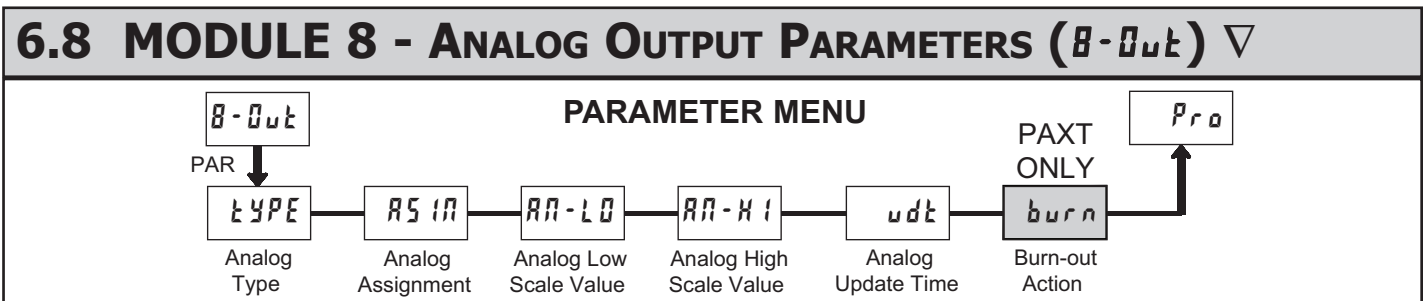 6.8 MODULE 8 - ANALOG OUTPUT PARAMETERS (8-Out) ▽
PARAMETER MENU
8-Out
PAXT
ONLY
Pro
PAR
tYPE
ASIN
AN-LO
AN-HI
udt
burn
Analog
Type
Analog
Assignment
Analog Low
Scale Value
Analog High
Scale Value
Analog
Update Time
Burn-out
Action